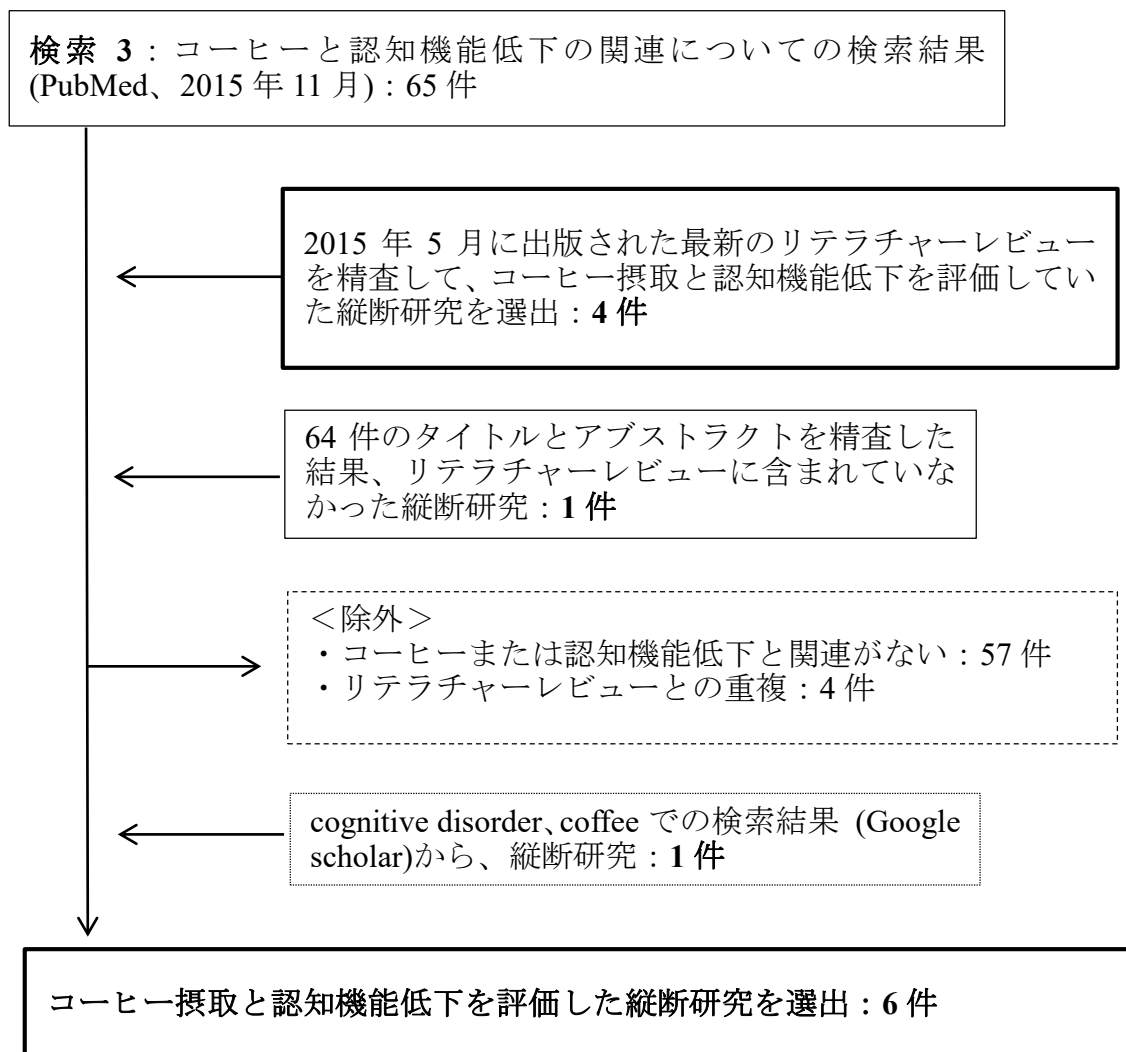 検索 3：コーヒーと認知機能低下の関連についての検索結果
(PubMed、2015 年 11 月)：65 件
2015 年 5 月に出版された最新のリテラチャーレビュー
を精査して、コーヒー摂取と認知機能低下を評価してい
た縦断研究を選出：4 件
64 件のタイトルとアブストラクトを精査した
結果、リテラチャーレビューに含まれていな
かった縦断研究：1 件
＜除外＞
・コーヒーまたは認知機能低下と関連がない：57 件
・リテラチャーレビューとの重複：4 件
cognitive disorder、coffee での検索結果 (Google
scholar)から、縦断研究：1 件
コーヒー摂取と認知機能低下を評価した縦断研究を選出：6 件